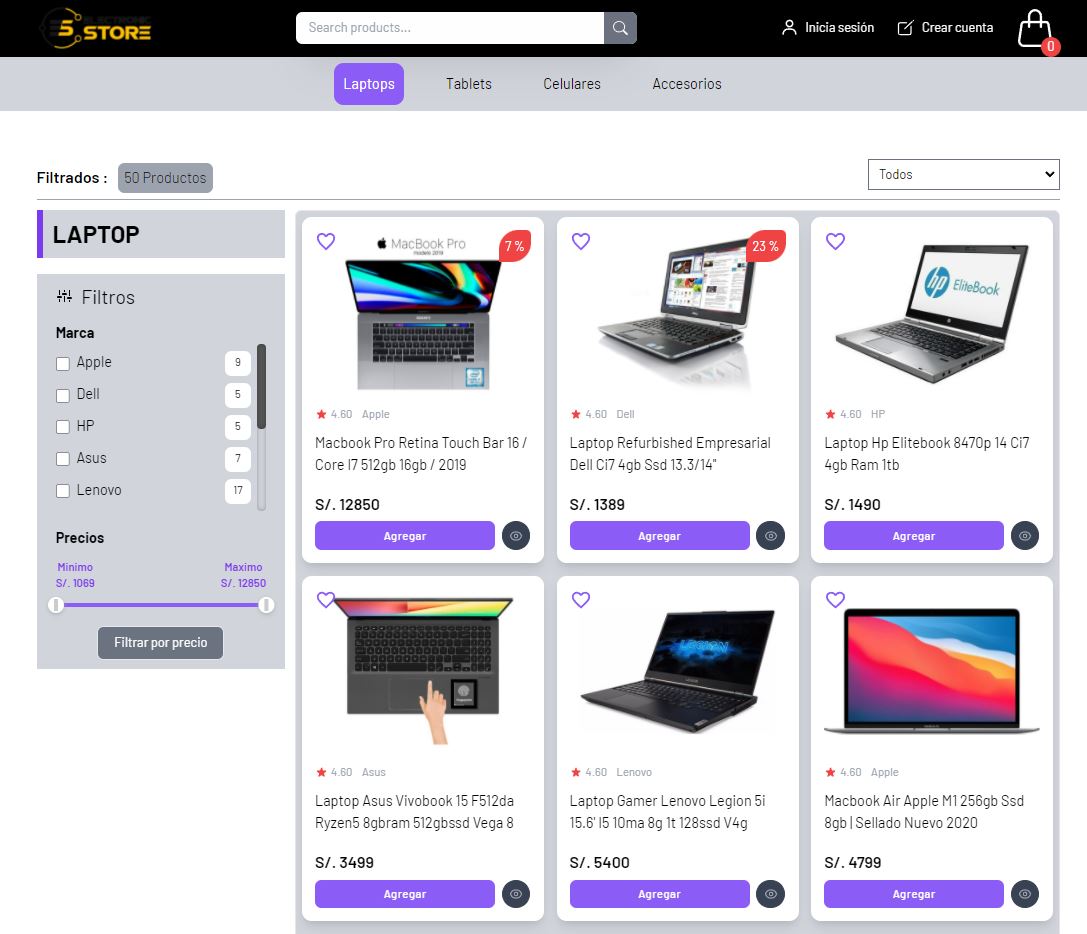 5 ELECTRONIC
STORE
Search products...
Inicia sesión
Crear cuenta
0
Laptops
Tablets
Celulares
Accesorios
Filtrados :
50 Productos
Todos
LAPTOP
Filtros
Marca
Apple 9
Dell 5
HP 5
Asus 7
Lenovo 17
Precios
Minimo
S/. 1069
Maximo
S/. 12850
Filtrar por precio
MacBook Pro
modelo 2019
7 %
4.60 Apple
Macbook Pro Retina Touch Bar 16 /
Core I7 512gb 16gb / 2019
S/. 12850
Agregar
23 %
4.60 Dell
Laptop Refurbished Empresarial
Dell Ci7 4gb Ssd 13.3/14"
S/. 1389
Agregar
hp EliteBook
4.60 HP
Laptop Hp Elitebook 8470p 14 Ci7
4gb Ram 1tb
S/. 1490
Agregar
4.60 Asus
Laptop Asus Vivobook 15 F512da
Ryzen5 8gbram 512gbssd Vega 8
S/. 3499
Agregar
LEGION
4.60 Lenovo
Laptop Gamer Lenovo Legion 5i
15.6' I5 10ma 8g 1t 128ssd V4g
S/. 5400
Agregar
4.60 Apple
Macbook Air Apple M1 256gb Ssd
8gb | Sellado Nuevo 2020
S/. 4799
Agregar